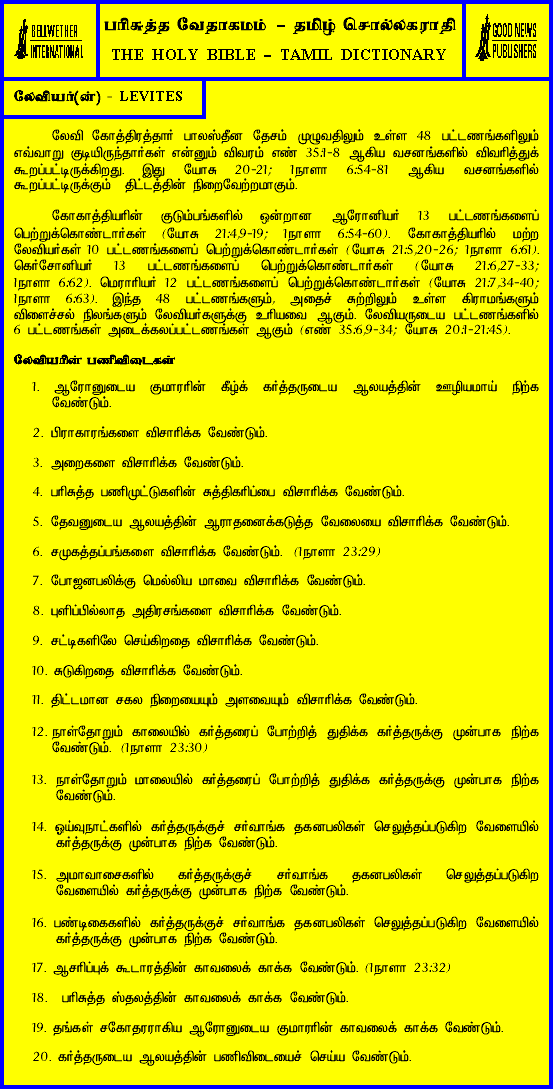 BELLWETHER
INTERNATIONAL
பரிசுத்த வேதாகமம் – தமிழ் சொல்லகராதி
THE HOLY BIBLE – TAMIL DICTIONARY
GOOD NEWS
PUBLISHERS
லேவியர்(ன்) - LEVITES
லேவி கோத்திரத்தார் பாலஸ்தீன தேசம் முழுவதிலும் உள்ள 48 பட்டணங்களிலும்
எவ்வாறு குடியிருந்தார்கள் என்னும் விவரம் எண் 35:1-8 ஆகிய வசனங்களில் விவரித்துக்
கூறப்பட்டிருக்கிறது. இது யோசு 20-21; 1நாளா 6:54-81 ஆகிய வசனங்களில்
கூறப்பட்டிருக்கும் திட்டத்தின் நிறைவேற்றமாகும்.
கோகாத்தியரின் குடும்பங்களில் ஒன்றான ஆரோனியர் 13 பட்டணங்களைப்
பெற்றுக்கொண்டார்கள் (யோசு 21:4,9-19; 1நாளா 6:54-60). கோகாத்தியரில் மற்ற
லேவியர்கள் 10 பட்டணங்களைப் பெற்றுக்கொண்டார்கள் (யோசு 21:5,20-26; 1நாளா 6:61).
கெர்சோனியர் 13 பட்டணங்களைப் பெற்றுக்கொண்டார்கள் (யோசு 21:6,27-33;
1நாளா 6:62). மெராரியர் 12 பட்டணங்களைப் பெற்றுக்கொண்டார்கள் (யோசு 21:7,34-40;
1நாளா 6:63). இந்த 48 பட்டணங்களும், அதைச் சுற்றிலும் உள்ள கிராமங்களும்
விளைச்சல் நிலங்களும் லேவியர்களுக்கு உரியவை ஆகும். லேவியருடைய பட்டணங்களில்
6 பட்டணங்கள் அடைக்கலப்பட்டணங்கள் ஆகும் (எண் 35:6,9-34; யோசு 20:1-21:45).
லேவியரின் பணிவிடைகள்
1. ஆரோனுடைய குமாரரின் கீழ்க் கர்த்தருடைய ஆலயத்தின் ஊழியமாய் நிற்க
வேண்டும்.
2. பிராகாரங்களை விசாரிக்க வேண்டும்.
3. அறைகளை விசாரிக்க வேண்டும்.
4. பரிசுத்த பணிமுட்டுகளின் சுத்திகரிப்பை விசாரிக்க வேண்டும்.
5. தேவனுடைய ஆலயத்தின் ஆராதனைக்கடுத்த வேலையை விசாரிக்க வேண்டும்.
6. சமுகத்தப்பங்களை விசாரிக்க வேண்டும். (1நாளா 23:29)
7. போஜனபலிக்கு மெல்லிய மாவை விசாரிக்க வேண்டும்.
8. புளிப்பில்லாத அதிரசங்களை விசாரிக்க வேண்டும்.
9. சட்டிகளிலே செய்கிறதை விசாரிக்க வேண்டும்.
10. சுடுகிறதை விசாரிக்க வேண்டும்.
11. திட்டமான சகல நிறையையும் அளவையும் விசாரிக்க வேண்டும்.
12. நாள்தோறும் காலையில் கர்த்தரைப் போற்றித் துதிக்க கர்த்தருக்கு முன்பாக நிற்க
வேண்டும். (1நாளா 23:30)
13. நாள்தோறும் மாலையில் கர்த்தரைப் போற்றித் துதிக்க கர்த்தருக்கு முன்பாக நிற்க
வேண்டும்.
14. ஓய்வுநாட்களில் கர்த்தருக்குச் சர்வாங்க தகனபலிகள் செலுத்தப்படுகிற வேளையில்
கர்த்தருக்கு முன்பாக நிற்க வேண்டும்.
15. அமாவாசைகளில் கர்த்தருக்குச் சர்வாங்க தகனபலிகள் செலுத்தப்படுகிற
வேளையில் கர்த்தருக்கு முன்பாக நிற்க வேண்டும்.
16. பண்டிகைகளில் கர்த்தருக்குச் சர்வாங்க தகனபலிகள் செலுத்தப்படுகிற வேளையில்
கர்த்தருக்கு முன்பாக நிற்க வேண்டும்.
17. ஆசரிப்புக் கூடாரத்தின் காவலைக் காக்க வேண்டும். (1நாளா 23:32)
18. பரிசுத்த ஸ்தலத்தின் காவலைக் காக்க வேண்டும்.
19. தங்கள் சகோதரராகிய ஆரோனுடைய குமாரரின் காவலைக் காக்க வேண்டும்.
20. கர்த்தருடைய ஆலயத்தின் பணிவிடையைச் செய்ய வேண்டும்.